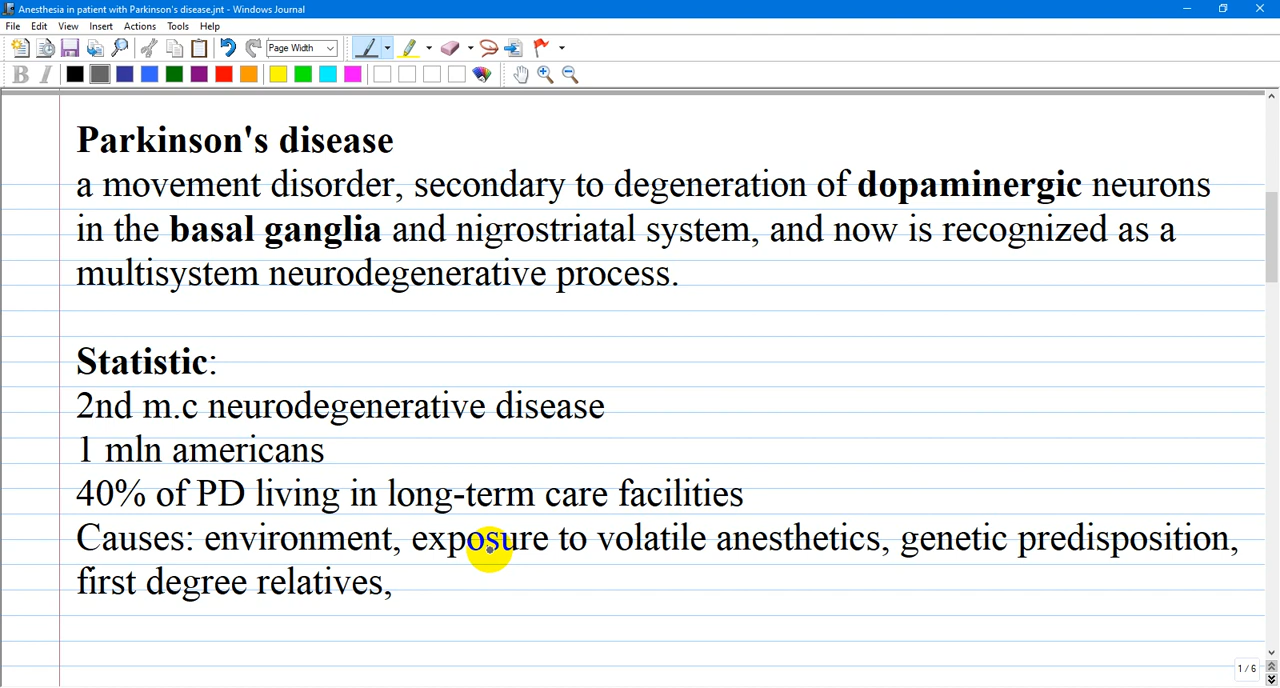 Anesthesia in patient with Parkinson's disease.jnt - Windows Journal
File Edit View Insert Actions Tools Help
Page Width
B I
Parkinson's disease
a movement disorder, secondary to degeneration of dopaminergic neurons
in the basal ganglia and nigrostriatal system, and now is recognized as a
multisystem neurodegenerative process.
Statistic:
2nd m.c neurodegenerative disease
1 mln americans
40% of PD living in long-term care facilities
Causes: environment, exposure to volatile anesthetics, genetic predisposition,
first degree relatives,
1 / 6